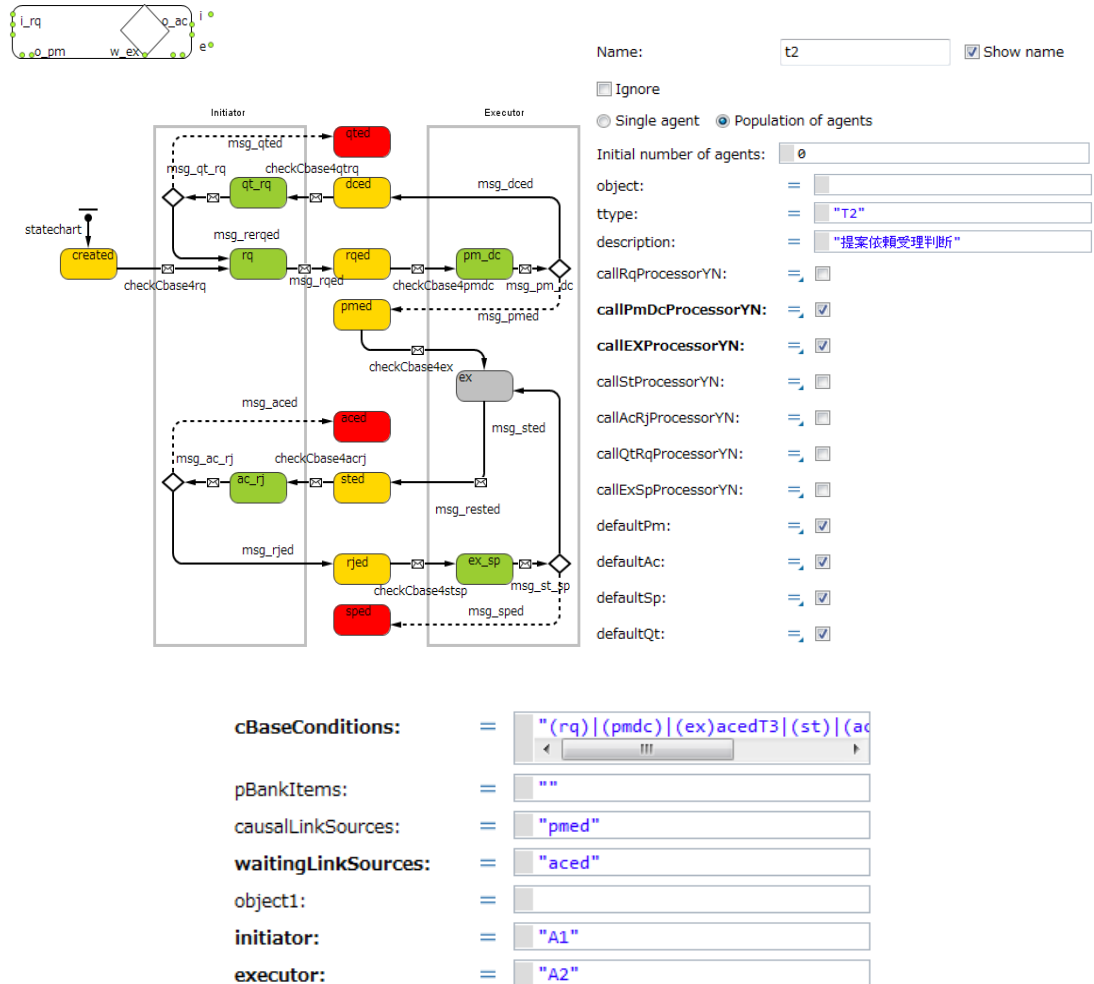 i_rq
o_ac
i
o_pm
w_ex
e
Name:
t2
Show name
Ignore
Single agent
Population of agents
Initial number of agents:
0
object:
ttype:
"T2"
description:
"提案依頼受理判断"
callRqProcessorYN:
callPmDcProcessorYN:
callEXProcessorYN:
callStProcessorYN:
callAcRjProcessorYN:
callQtRqProcessorYN:
callExSpProcessorYN:
defaultPm:
defaultAc:
defaultSp:
defaultQt:
Initiator
Executor
qted
msg_qted
msg_qt_rq
checkCbase4qtrq
qt_rq
dced
msg_dced
statechart
msg_rerqed
created
rq
rqed
pm_dc
checkCbase4rq
msg_rqed
checkCbase4pmdc
msg_pm_dc
pmed
msg_pmed
checkCbase4ex
ex
msg_aced
aced
msg_sted
msg_ac_rj
checkCbase4acrj
ac_rj
sted
msg_rested
msg_rjed
rjed
ex_sp
checkCbase4stsp
msg_st_sp
sped
msg_sped
cBaseConditions:
"(rq)|(pmdc)|(ex)acedT3|(st)|(ac
pBankItems:
""
causalLinkSources:
"pmed"
waitingLinkSources:
"aced"
object1:
initiator:
"A1"
executor:
"A2"